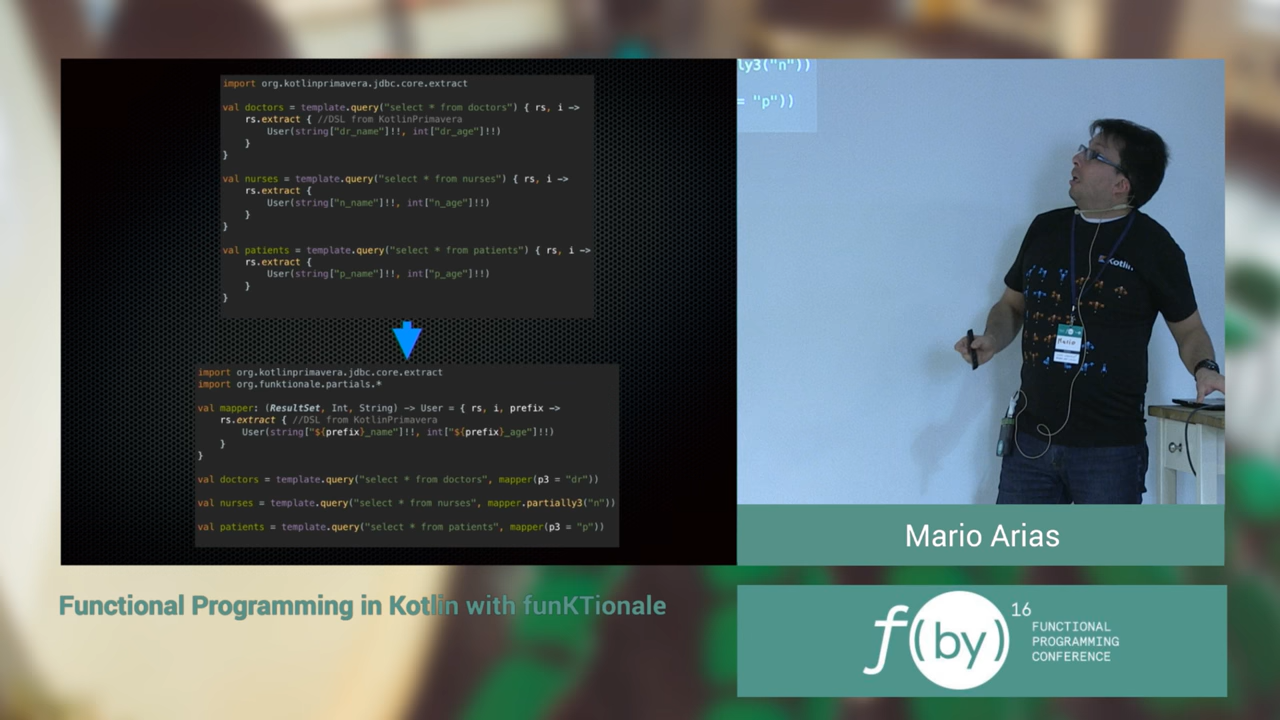 import org.kotlinprimavera.jdbc.core.extract
val doctors = template.query("select * from doctors") { rs, i ->
rs.extract { //DSL from KotlinPrimavera
User(string["dr_name"]!!, int["dr_age"]!!)
}
}
val nurses = template.query("select * from nurses") { rs, i ->
rs.extract {
User(string["n_name"]!!, int["n_age"]!!)
}
}
val patients = template.query("select * from patients") { rs, i ->
rs.extract {
User(string["p_name"]!!, int["p_age"]!!)
}
}
import org.kotlinprimavera.jdbc.core.extract
import org.funktionale.partials.*
val mapper: (ResultSet, Int, String) -> User = { rs, i, prefix ->
rs.extract { //DSL from KotlinPrimavera
User(string["${prefix}_name"]!!, int["${prefix}_age"]!!)
}
}
val doctors = template.query("select * from doctors", mapper(p3 = "dr"))
val nurses = template.query("select * from nurses", mapper.partially3("n"))
val patients = template.query("select * from patients", mapper(p3 = "p"))
ly3("n"))
= "p"))
Kotlin
Mario
Mario Arias
Functional Programming in Kotlin with funKTionale
f(by) 16
FUNCTIONAL
PROGRAMMING
CONFERENCE